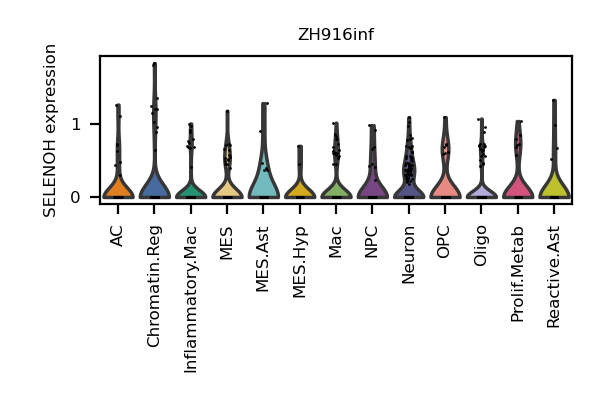 ZH916inf
SELENOH expression
1
0
AC
Chromatin.Reg
Inflammatory.Mac
MES
MES.Ast
MES.Hyp
Mac
NPC
Neuron
OPC
Oligo
Prolif.Metab
Reactive.Ast